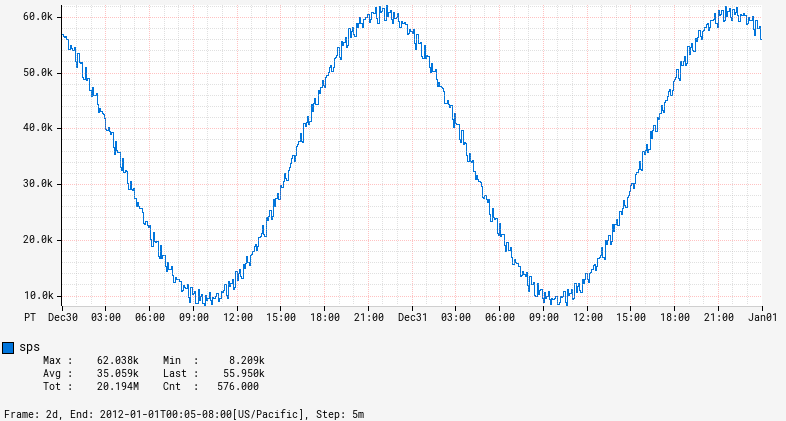 60.0k
50.0k
40.0k
30.0k
20.0k
10.0k
PT Dec30 03:00 06:00 09:00 12:00 15:00 18:00 21:00 Dec31 03:00 06:00 09:00 12:00 15:00 18:00 21:00 Jan01
sps
Max : 62.038k Min : 8.209k
Avg : 35.059k Last : 55.950k
Tot : 20.194M Cnt : 576.000
Frame: 2d, End: 2012-01-01T00:05-08:00[US/Pacific], Step: 5m